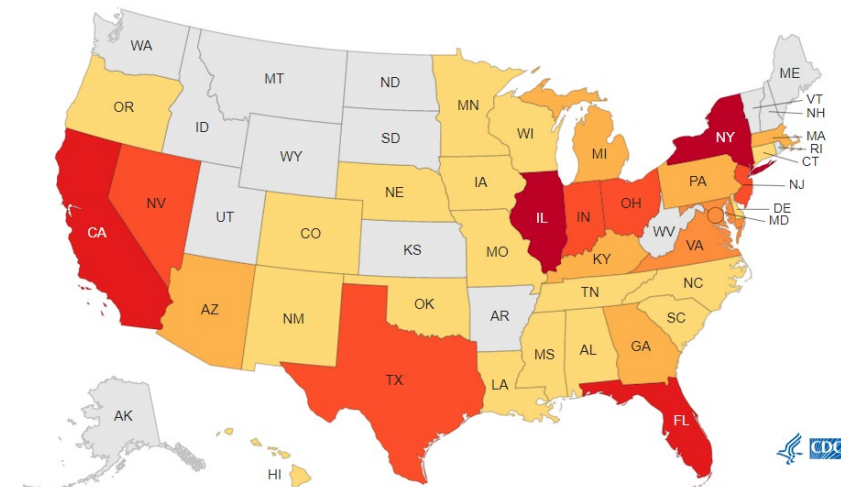 WA
MT
ND
MN
ME
VT
NH
OR
ID
SD
WI
MI
NY
MA
RI
CT
WY
NV
UT
NE
IA
PA
NJ
CA
CO
KS
MO
IL
IN
OH
WV
VA
DE
MD
KY
AZ
NM
OK
AR
TN
NC
SC
TX
LA
MS
AL
GA
FL
AK
HI
CDC